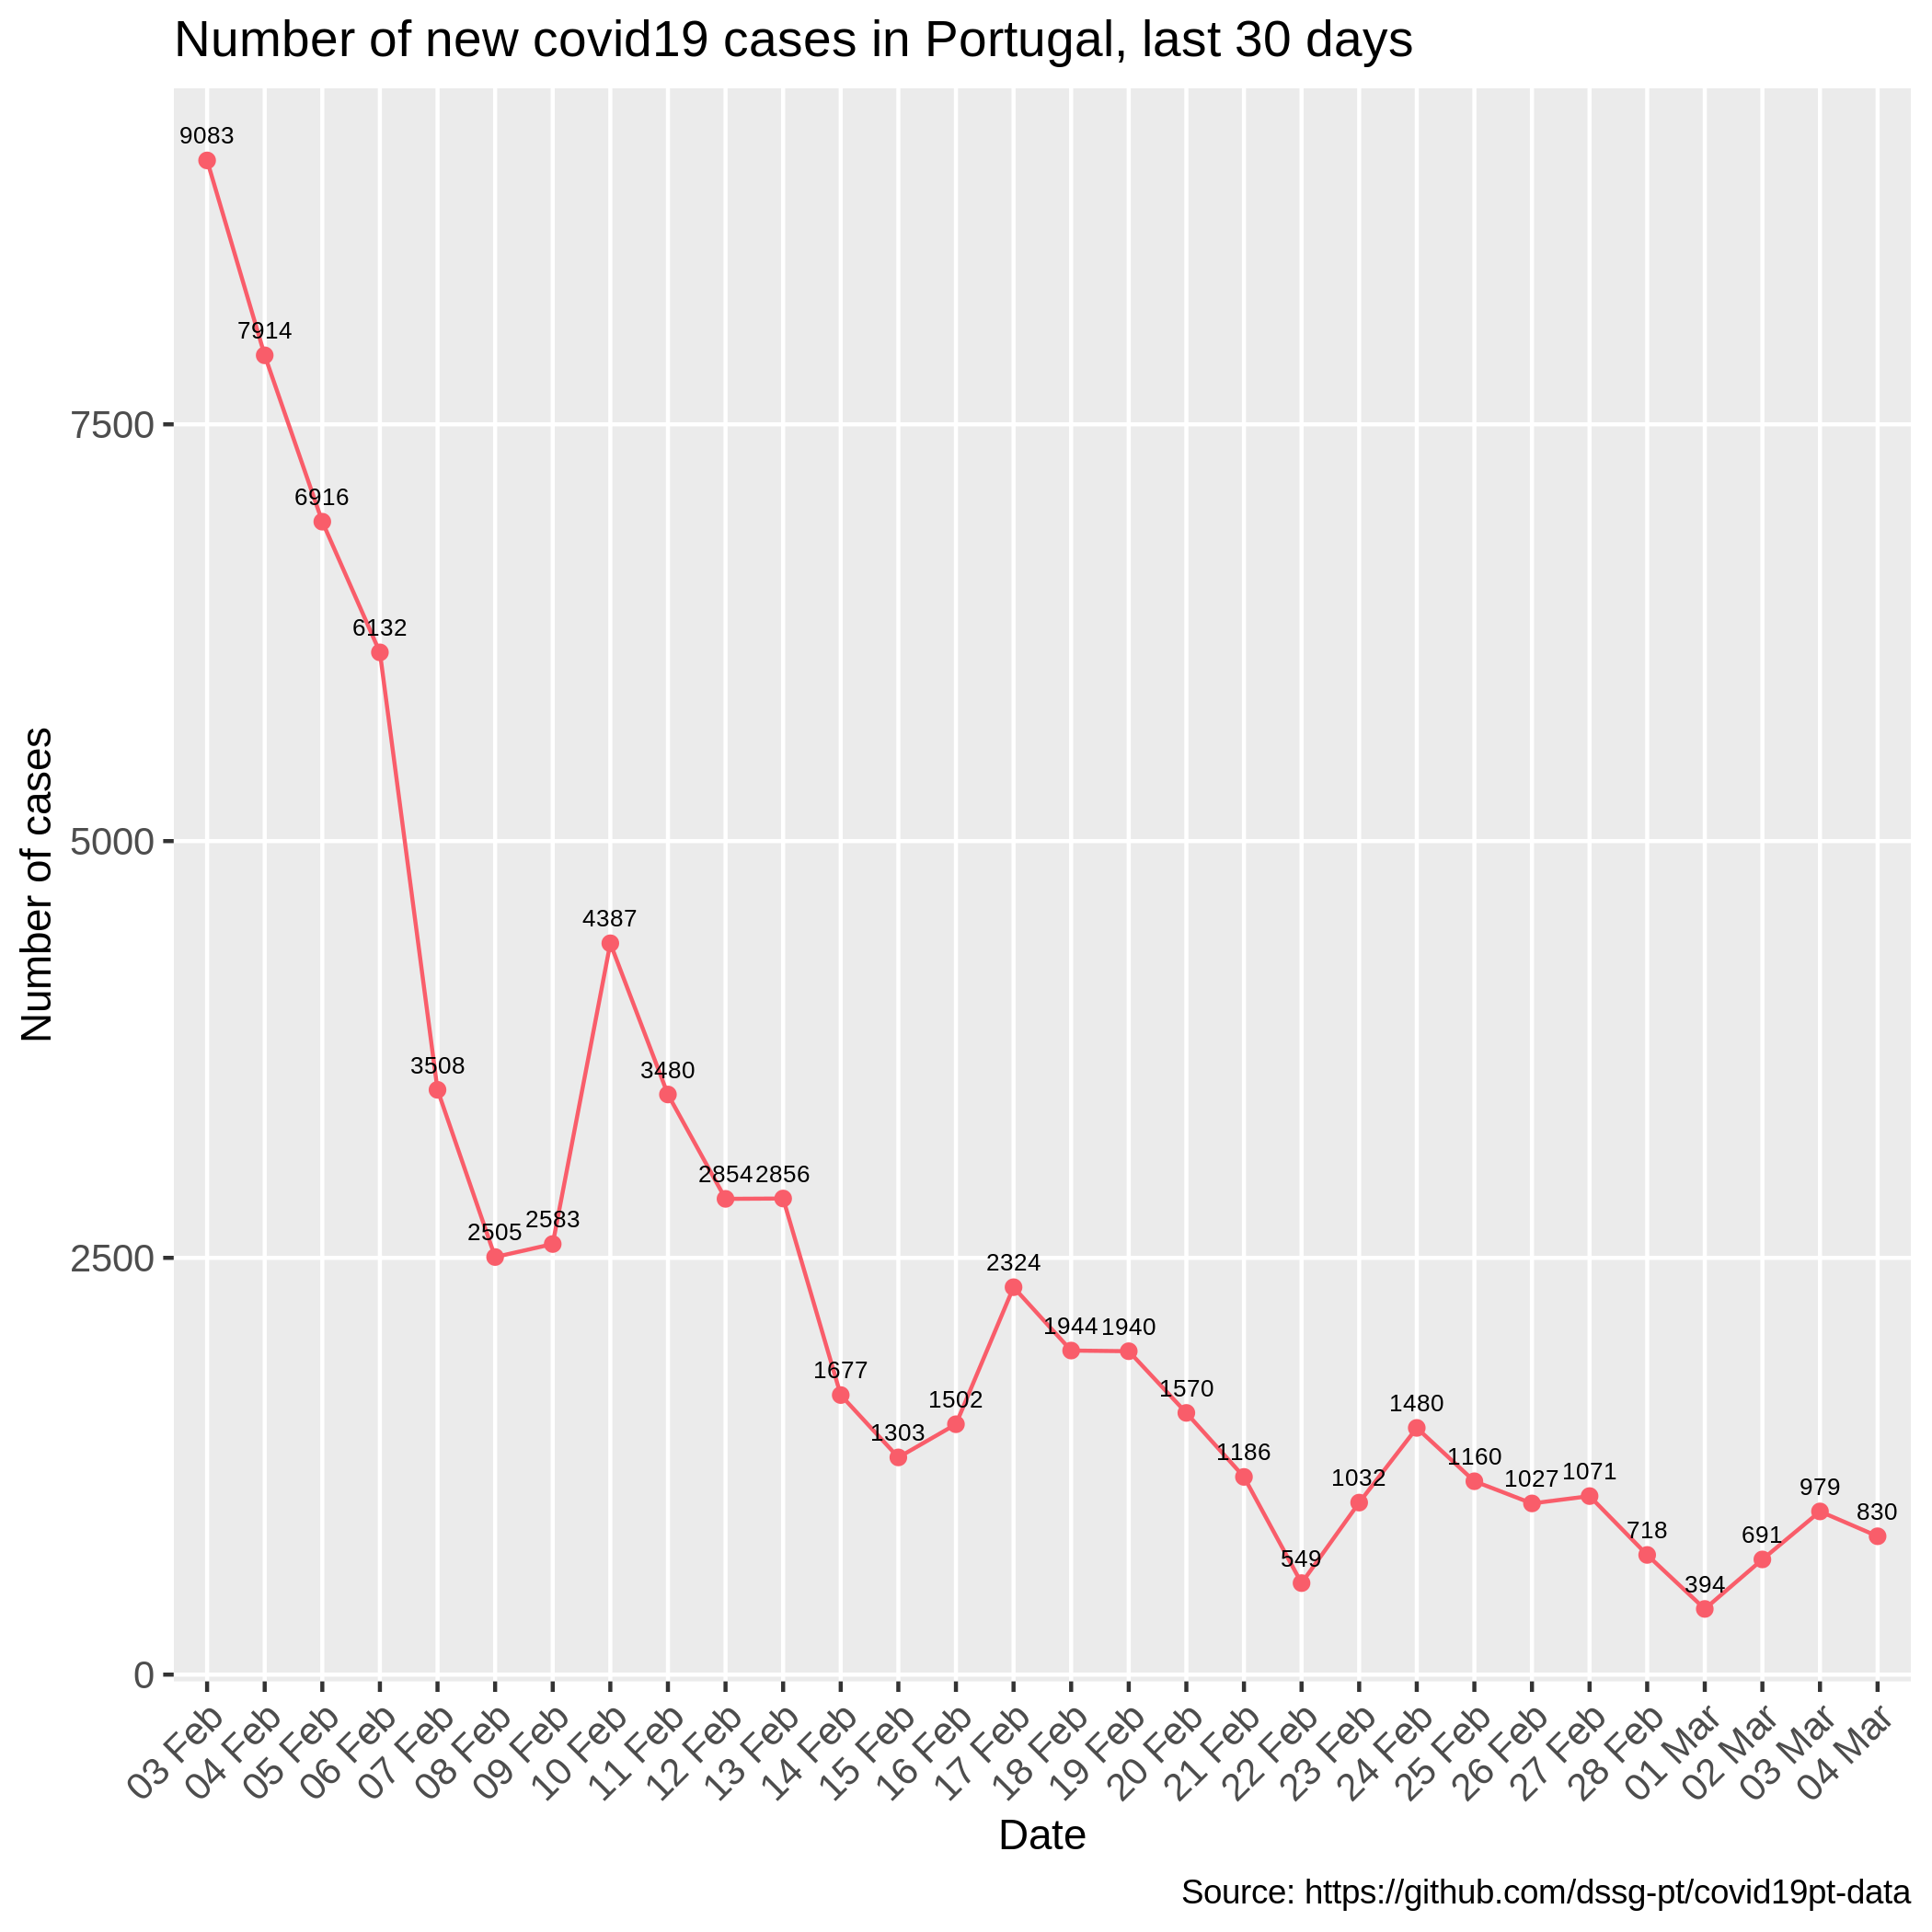 Number of new covid19 cases in Portugal, last 30 days
Number of cases
7500
5000
2500
0
9083
7914
6916
6132
3508
2505
2583
4387
3480
2854
2856
1677
1303
1502
2324
1944
1940
1570
1186
549
1032
1480
1160
1027
1071
718
394
691
979
830
03 Feb
04 Feb
05 Feb
06 Feb
07 Feb
08 Feb
09 Feb
10 Feb
11 Feb
12 Feb
13 Feb
14 Feb
15 Feb
16 Feb
17 Feb
18 Feb
19 Feb
20 Feb
21 Feb
22 Feb
23 Feb
24 Feb
25 Feb
26 Feb
27 Feb
28 Feb
01 Mar
02 Mar
03 Mar
04 Mar
Date
Source: https://github.com/dssg-pt/covid19pt-data